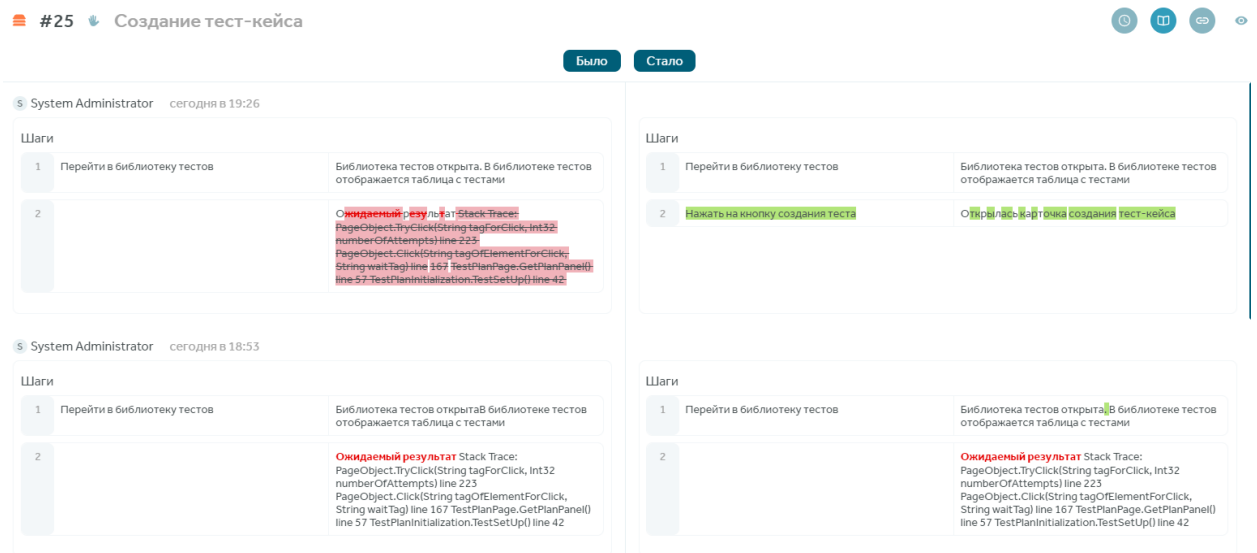 #25 Создание тест-кейса
Было Стало
S System Administrator сегодня в 19:26
Шаги
1 Перейти в библиотеку тестов
Библиотека тестов открыта. В библиотеке тестов
отображается таблица с тестами
2
Ожидаемый результат Stack Trace:
PageObject.TryClick(String tagForClick, Int32
numberOfAttempts) line 223
PageObject.Click(String tagOfElementForClick,
String waitTag) line 167 TestPlanPage.GetPlanPanel()
line 57 TestPlanInitialization.TestSetUp() line 42
Шаги
1 Перейти в библиотеку тестов
Библиотека тестов открыта. В библиотеке тестов
отображается таблица с тестами
2 Нажать на кнопку создания теста
Открылась карточка создания тест-кейса
S System Administrator сегодня в 18:53
Шаги
1 Перейти в библиотеку тестов
Библиотека тестов открытаВ библиотеке тестов
отображается таблица с тестами
2
Ожидаемый результат Stack Trace:
PageObject.TryClick(String tagForClick, Int32
numberOfAttempts) line 223
PageObject.Click(String tagOfElementForClick,
String waitTag) line 167 TestPlanPage.GetPlanPanel()
line 57 TestPlanInitialization.TestSetUp() line 42
Шаги
1 Перейти в библиотеку тестов
Библиотека тестов открыта. В библиотеке тестов
отображается таблица с тестами
2
Ожидаемый результат Stack Trace:
PageObject.TryClick(String tagForClick, Int32
numberOfAttempts) line 223
PageObject.Click(String tagOfElementForClick,
String waitTag) line 167 TestPlanPage.GetPlanPanel()
line 57 TestPlanInitialization.TestSetUp() line 42